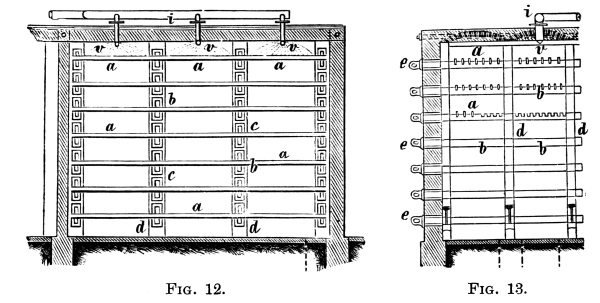 i
i
v v v
a v
a a a
e
b
b
a
a c
e d d
b b
a
c b
a
d d
e
FIG. 12. FIG. 13.